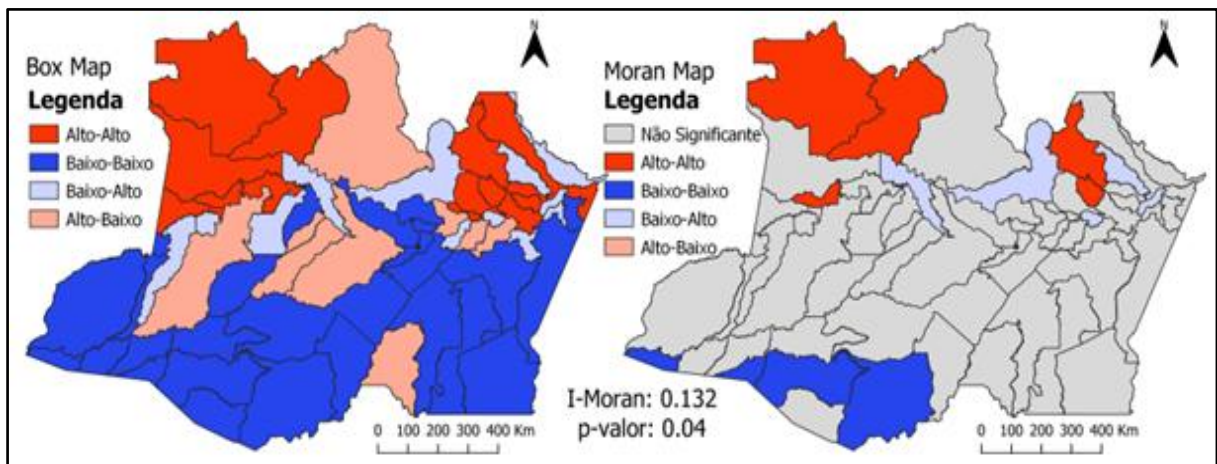 N
Box Map
Legenda
Alto-Alto
Baixo-Baixo
Baixo-Alto
Alto-Baixo
0 100 200 300 400 Km
N
Moran Map
Legenda
Não Significante
Alto-Alto
Baixo-Baixo
Baixo-Alto
Alto-Baixo
I-Moran: 0.132
p-valor: 0.04
0 100 200 300 400 Km